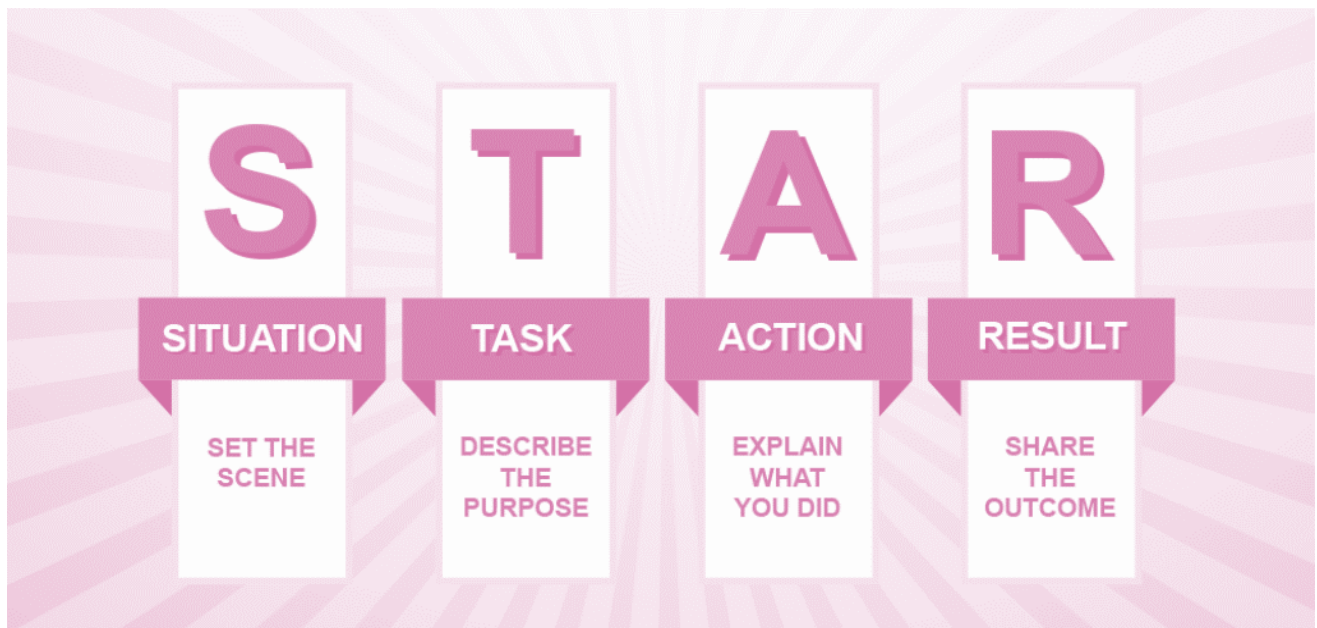 S
SITUATION
SET THE
SCENE
T
TASK
DESCRIBE
THE
PURPOSE
A
ACTION
EXPLAIN
WHAT
YOU DID
R
RESULT
SHARE
THE
OUTCOME